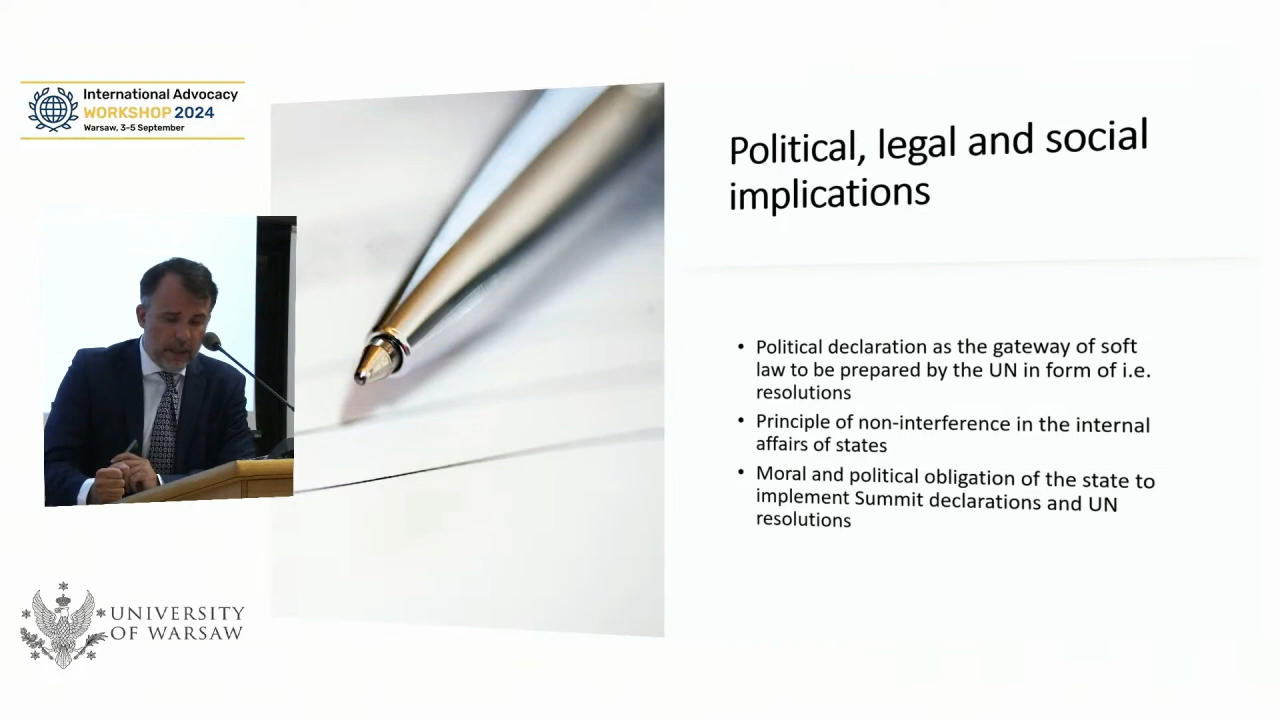 International Advocacy
WORKSHOP 2024
Warsaw, 3-5 September
Political, legal and social
implications
• Political declaration as the gateway of soft
law to be prepared by the UN in form of i.e.
resolutions
• Principle of non-interference in the internal
affairs of states
• Moral and political obligation of the state to
implement Summit declarations and UN
resolutions
UNIVERSITY
OF WARSAW